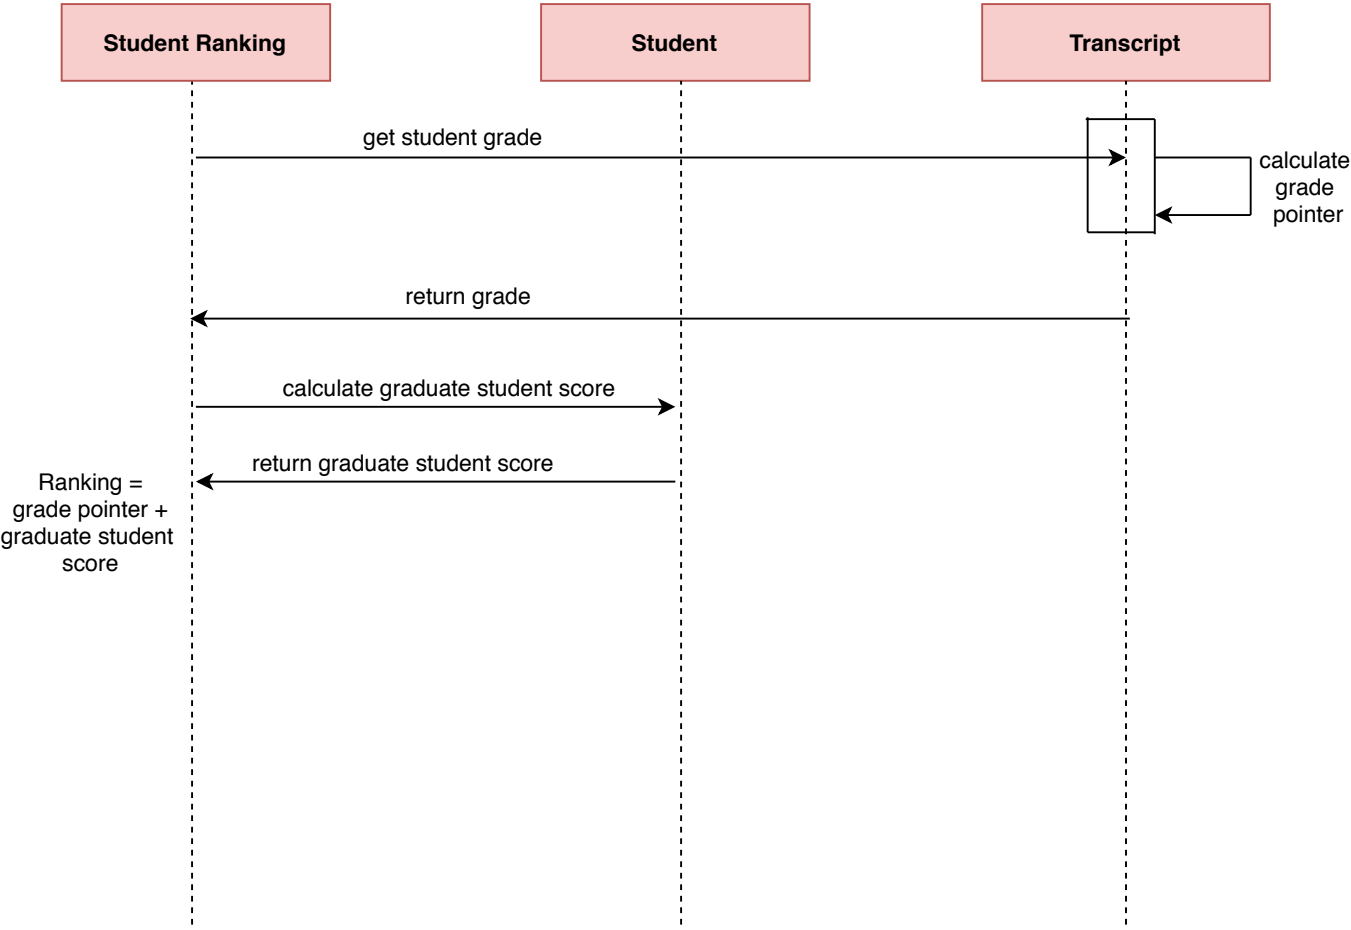 Student Ranking
Student
Transcript
get student grade
calculate
grade
pointer
return grade
calculate graduate student score
return graduate student score
Ranking =
grade pointer +
graduate student
score